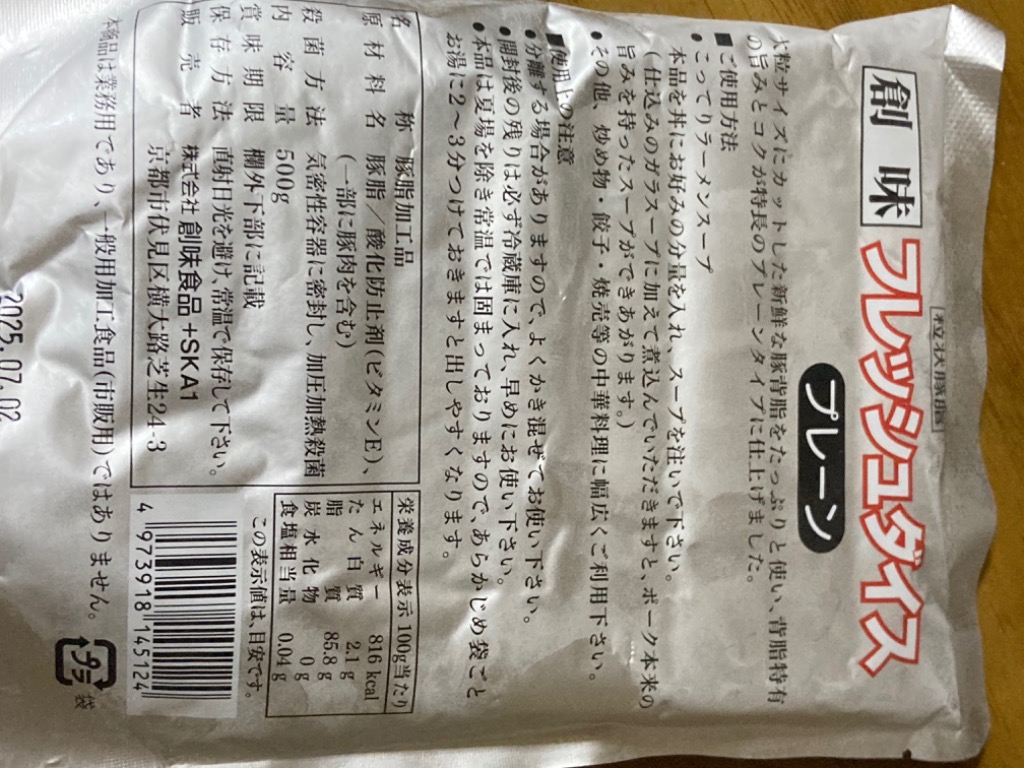 粒状豚脂
創味 フレッシュダイス
プレーン
大粒サイズにカットした新鮮な豚背脂をたっぷりと使い、背脂特有
の旨みとコクが特長のプレーンタイプに仕上げました。
■ご使用方法
● こってりラーメンスープ
本品を丼にお好みの分量を入れ、スープを注いで下さい。
(仕込みのガラスープに加えて煮込んでいただきますと、ポーク本来の
旨みを持ったスープができあがります。)
● その他、炒め物・餃子・焼売等の中華料理に幅広くご利用下さい。
■使用上の注意
● 分離する場合がありますので、よくかき混ぜてお使い下さい。
● 開封後の残りは必ず冷蔵庫に入れ、早めにお使い下さい。
● 本品は夏場を除き常温では固まっておりますので、あらかじめ袋ごと
お湯に2〜3分つけておきますと出しやすくなります。
名称 豚脂加工品
原材料名 豚脂/酸化防止剤(ビタミンE)、
(一部に豚肉を含む)
殺菌方法 気密性容器に密封し、加圧加熱殺菌
内容量 500g
賞味期限 欄外下部に記載
保存方法 直射日光を避け、常温で保存して下さい。
販売者 株式会社 創味食品 +SKA1
京都市伏見区横大路芝生24-3
栄養成分表示 100g当たり
エネルギー 816 kcal
たん白質 2.1 g
脂質 85.8 g
炭水化物 0 g
食塩相当量 0.04 g
この表示値は、目安です。
4 973918 145124
本商品は業務用であり、一般用加工食品(市販用)ではありません。
プラ
袋
2025.07.02